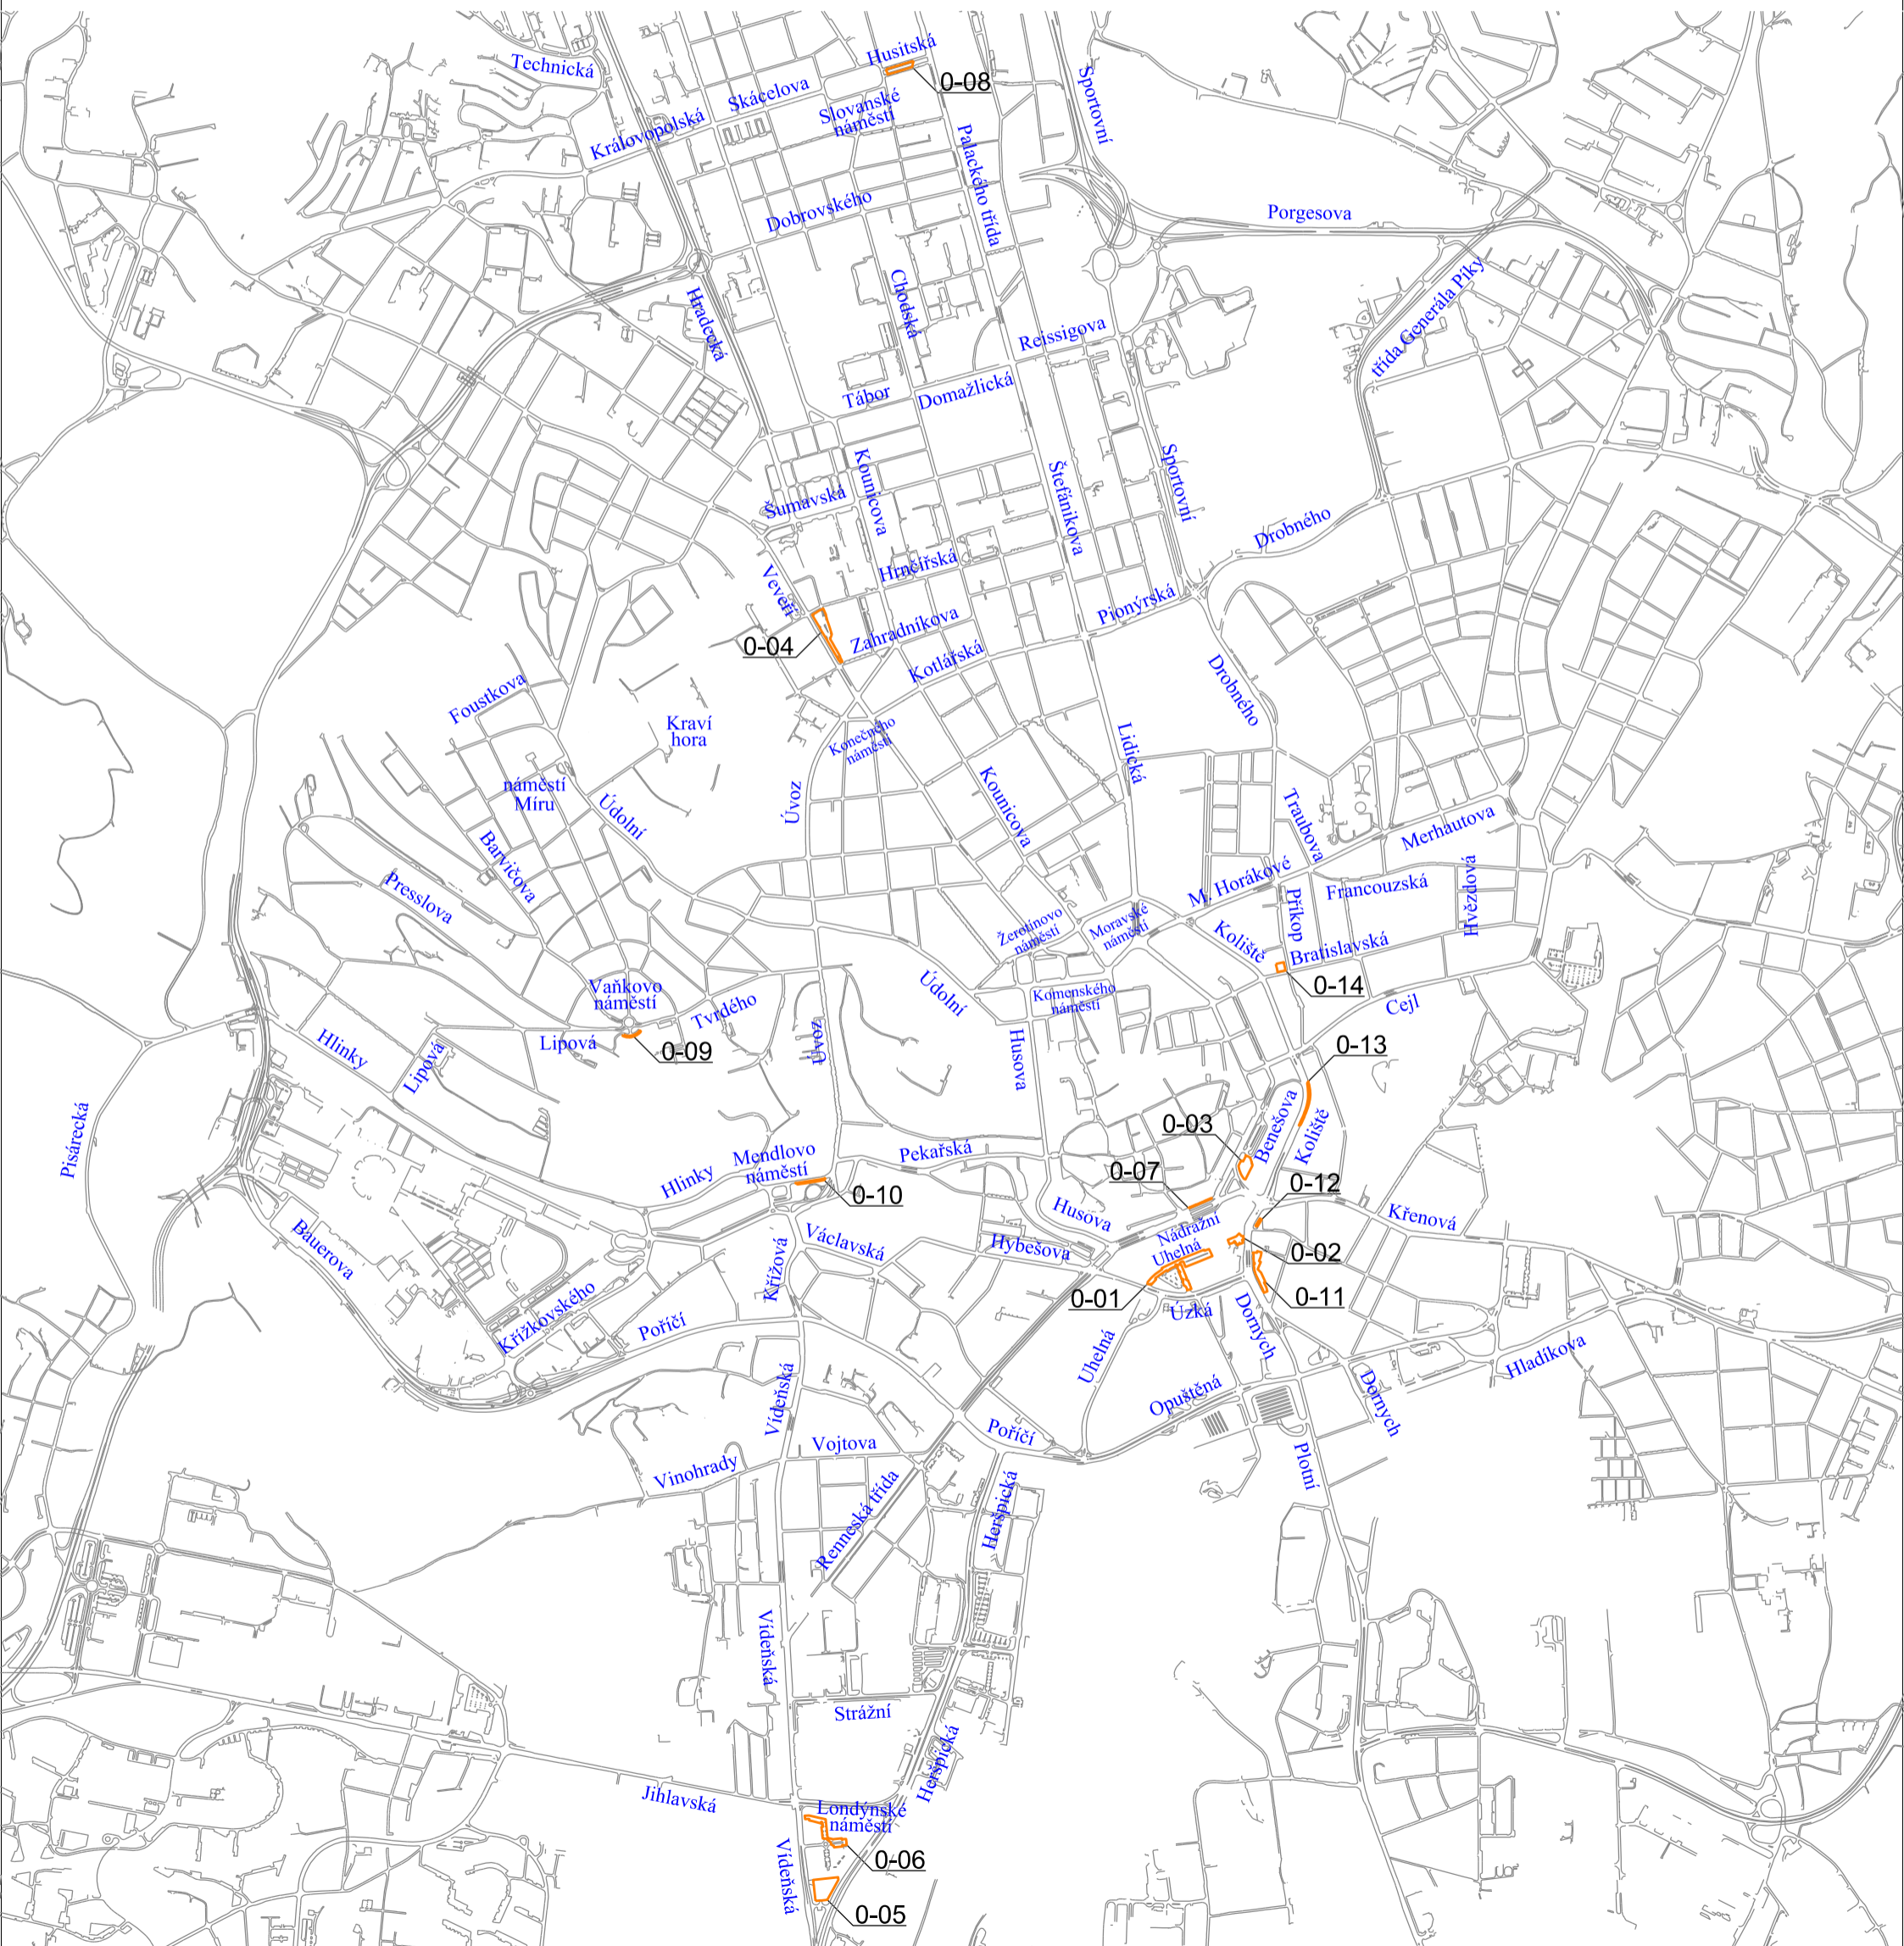 Husitská
Technická
0-08
Sportovní
Skácelova
Slovanské
náměstí
Královopolská
Palackého třída
Dobrovského
Porgesova
Chodská
Hradecká
třída Generála Píky
Reissigova
Tábor
Domažlická
Kounicova
Štefánikova
Sportovní
Šumavská
Drobného
Hrnčířská
Veveří
Pionýrská
Zahradníkova
0-04
Kotlářská
Drobného
Foustkova
Kraví
hora
Konečného
náměstí
Lidická
náměstí
Míru
Úvoz
Údolní
Kounicova
Traubova
Merhautova
Barvičova
Presslova
M. Horákové
Francouzská
Hvězdová
Příkop
Žerotínovo
náměstí
Moravské
náměstí
Koliště
Bratislavská
Údolní
0-14
Vaňkovo
náměstí
Komenského
náměstí
Tvrdého
Cejl
Lipová
0-09
Úvoz
Hlinky
Lipová
Husova
0-13
Pisárecká
Benešova
Koliště
0-03
Mendlovo
náměstí
Pekařská
Hlinky
0-07
0-10
0-12
Husova
Křenová
Nádražní
Bauerova
Václavská
Hybešova
Uhelná
0-02
Křížová
0-01
0-11
Úzká
Křížkovského
Poříčí
Dornych
Uhelná
Hladíkova
Vídeňská
Opuštěná
Dornych
Poříčí
Vojtova
Vinohrady
Plotní
Renneská třída
Heršpická
Vídeňská
Strážní
Heršpická
Jihlavská
Londýnské
náměstí
Vídeňská
0-06
0-05